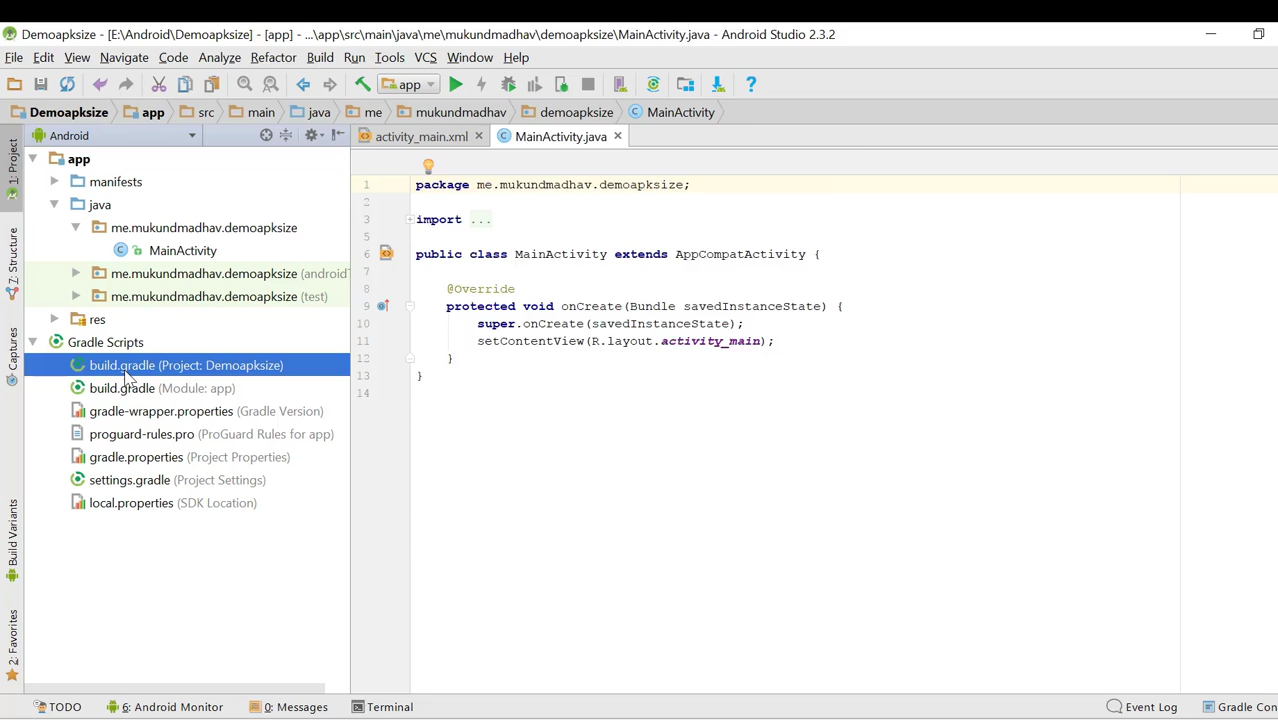 Demoapksize - [E:\Android\Demoapksize] - [app] - ...\app\src\main\java\me\mukundmadhav\demoapksize\MainActivity.java - Android Studio 2.3.2
File Edit View Navigate Code Analyze Refactor Build Run Tools VCS Window Help
app
Demoapksize app src main java me mukundmadhav demoapksize MainActivity
Android
activity_main.xml MainActivity.java
1: Project
7: Structure
Captures
Build Variants
2: Favorites
app
manifests
java
me.mukundmadhav.demoapksize
MainActivity
me.mukundmadhav.demoapksize (androidT
me.mukundmadhav.demoapksize (test)
res
Gradle Scripts
build.gradle (Project: Demoapksize)
build.gradle (Module: app)
gradle-wrapper.properties (Gradle Version)
proguard-rules.pro (ProGuard Rules for app)
gradle.properties (Project Properties)
settings.gradle (Project Settings)
local.properties (SDK Location)
1 package me.mukundmadhav.demoapksize;
2
3 import ...
5
6 public class MainActivity extends AppCompatActivity {
7
8 @Override
9 protected void onCreate(Bundle savedInstanceState) {
10 super.onCreate(savedInstanceState);
11 setContentView(R.layout.activity_main);
12 }
13 }
14
TODO 6: Android Monitor 0: Messages Terminal Event Log Gradle Con